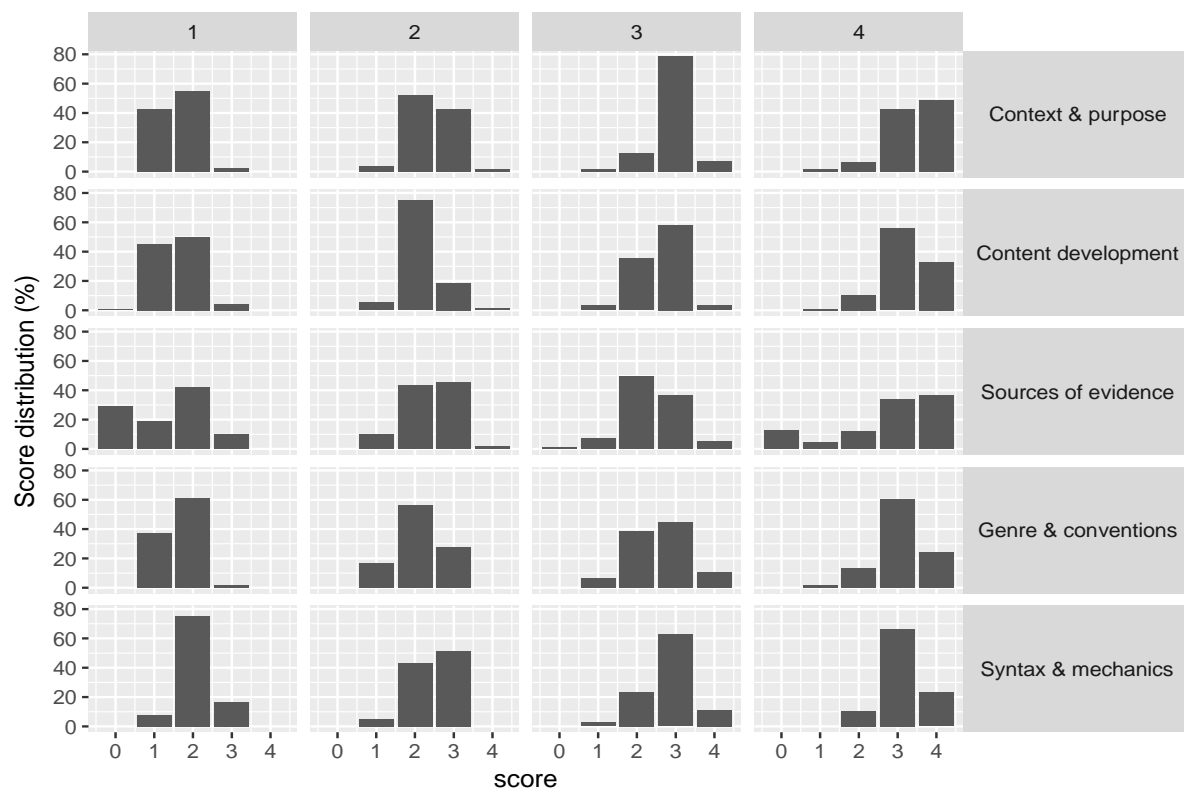 1 2 3 4
80
60
40
20
0
Context & purpose
80
60
40
20
0
Content development
80
60
40
20
0
Sources of evidence
80
60
40
20
0
Genre & conventions
80
60
40
20
0
Syntax & mechanics
0 1 2 3 4 0 1 2 3 4 0 1 2 3 4 0 1 2 3 4
score
Score distribution (%)